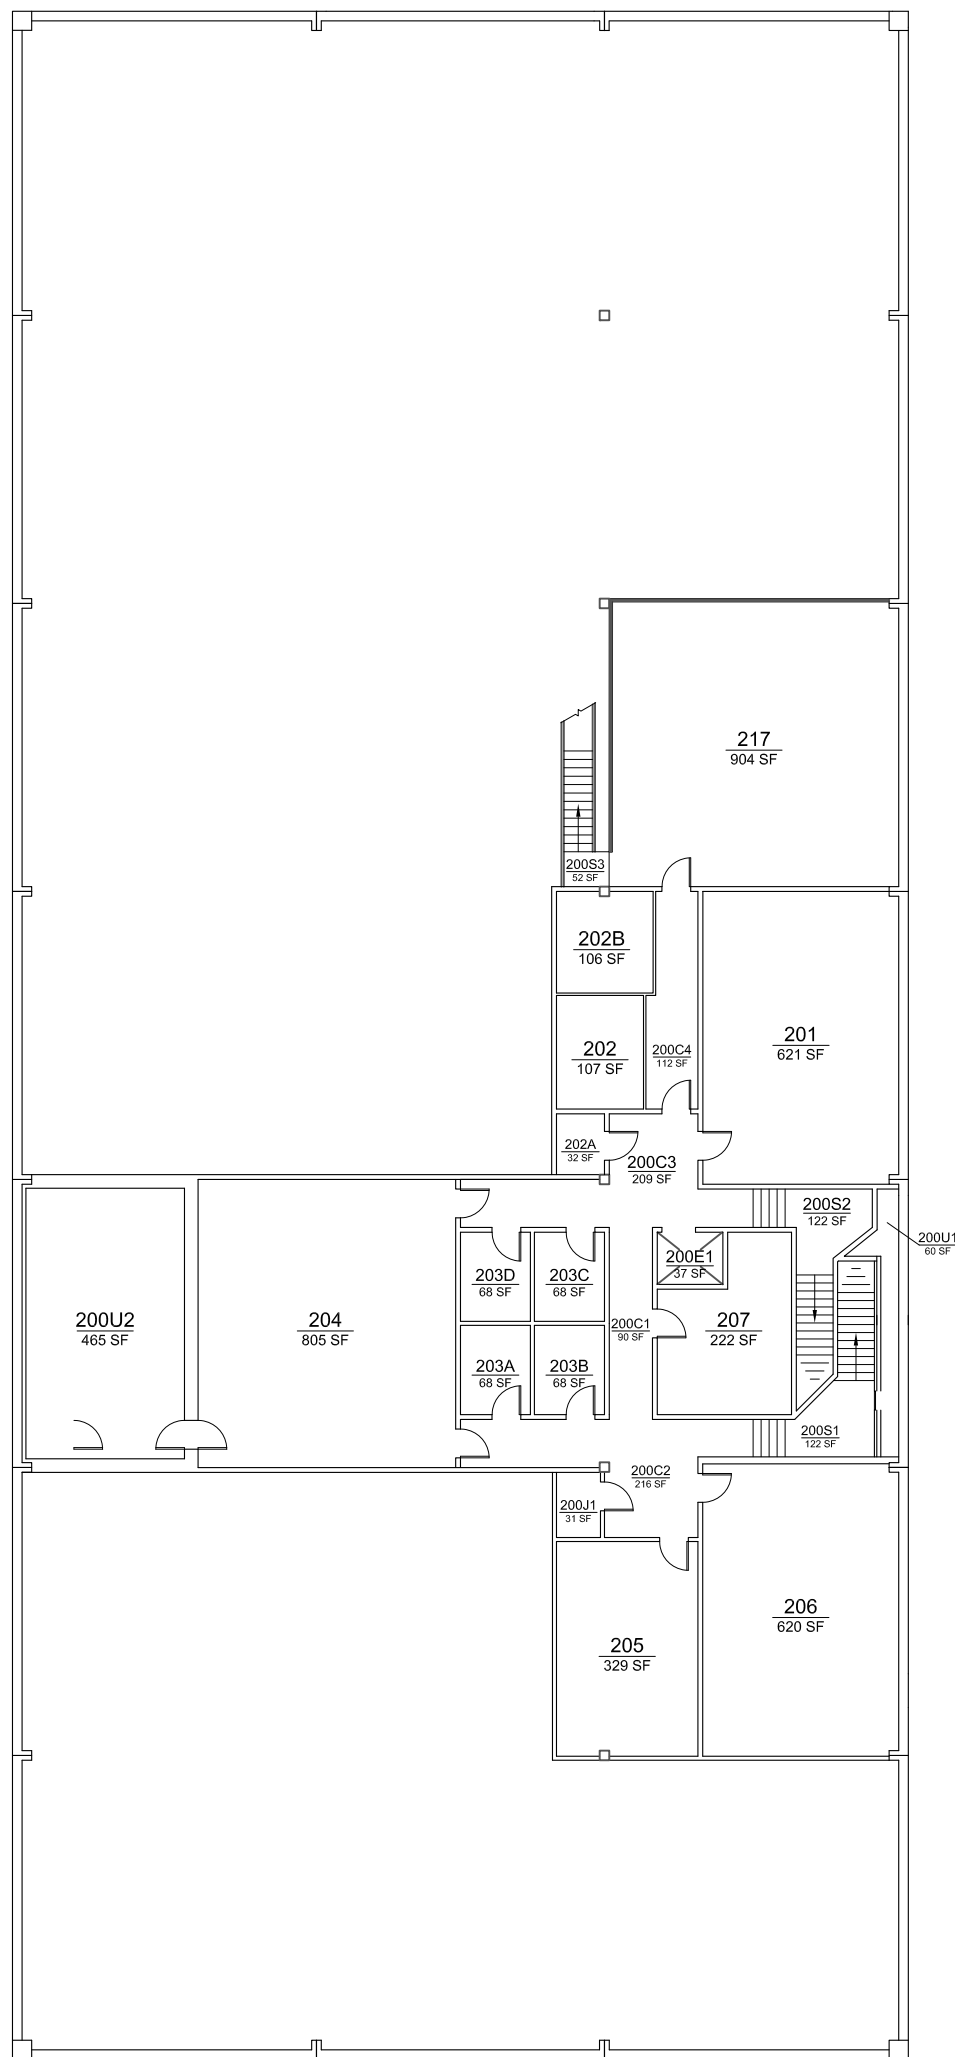 217
904 SF
200S3
52 SF
202B
106 SF
201
621 SF
202
107 SF
200C4
112 SF
202A
32 SF
200C3
209 SF
200S2
122 SF
200U1
60 SF
200E1
37 SF
203D
68 SF
203C
68 SF
200U2
465 SF
204
805 SF
200C1
90 SF
207
222 SF
203A
68 SF
203B
68 SF
200S1
122 SF
200C2
216 SF
200J1
31 SF
206
620 SF
205
329 SF